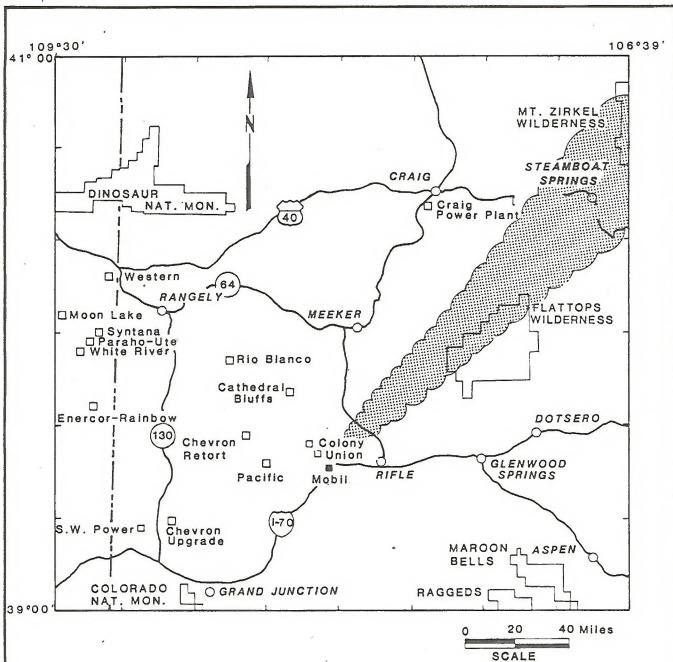 109° 30'
106° 39'
41° 00'
N
MT. ZIRKEL
WILDERNESS
CRAIG
STEAMBOAT
SPRINGS
DINOSAUR
NAT. MON.
Craig
Power Plant
40
Western
64
RANGELY
MEEKER
FLATTOPS
WILDERNESS
Moon Lake
Syntana
Paraho-Ute
White River
Rio Blanco
Cathedral
Bluffs
Enercor-Rainbow
DOTSERO
130
Chevron
Retort
Colony
Union
Pacific
Mobil
RIFLE
GLENWOOD
SPRINGS
S.W. Power
Chevron
Upgrade
I-70
MAROON
BELLS
ASPEN
COLORADO
NAT. MON.
GRAND JUNCTION
RAGGEDS
39° 00'
0 20 40 Miles
SCALE